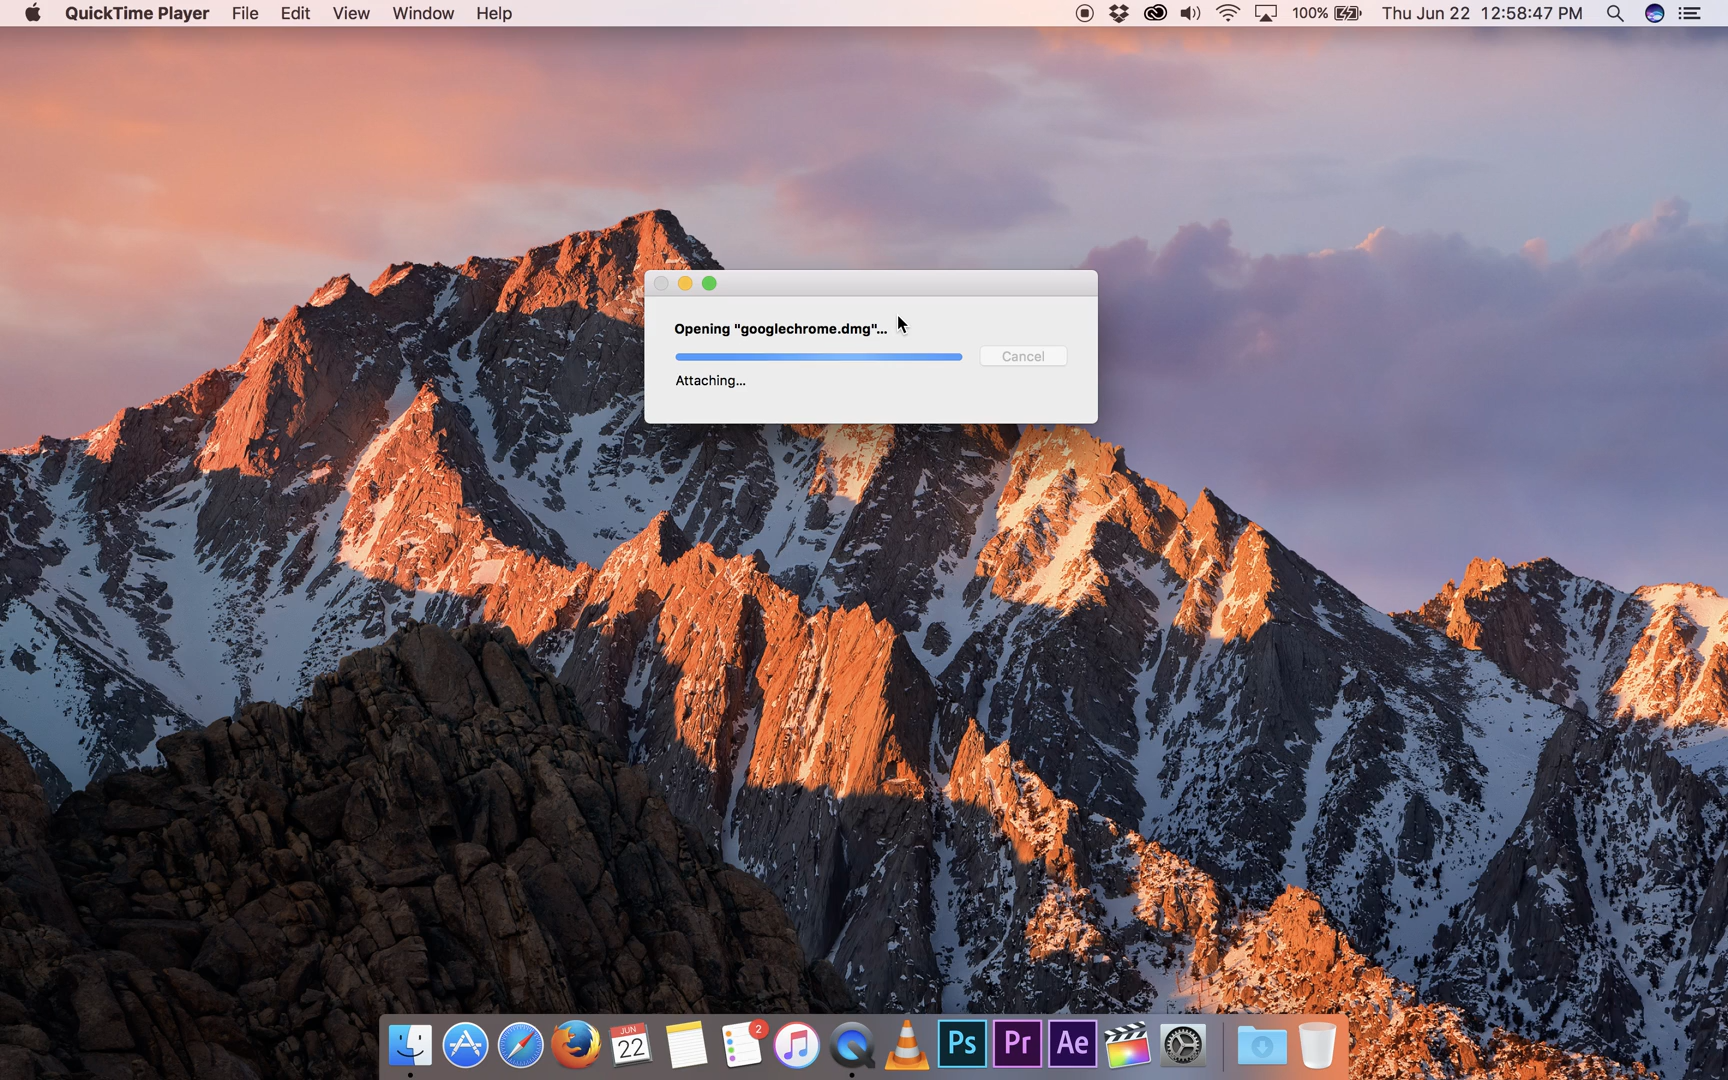 QuickTime Player File Edit View Window Help 100% Thu Jun 22 12:58:47 PM
Opening "googlechrome.dmg"...
Cancel
Attaching...
JUN
22
2
Ps Pr Ae